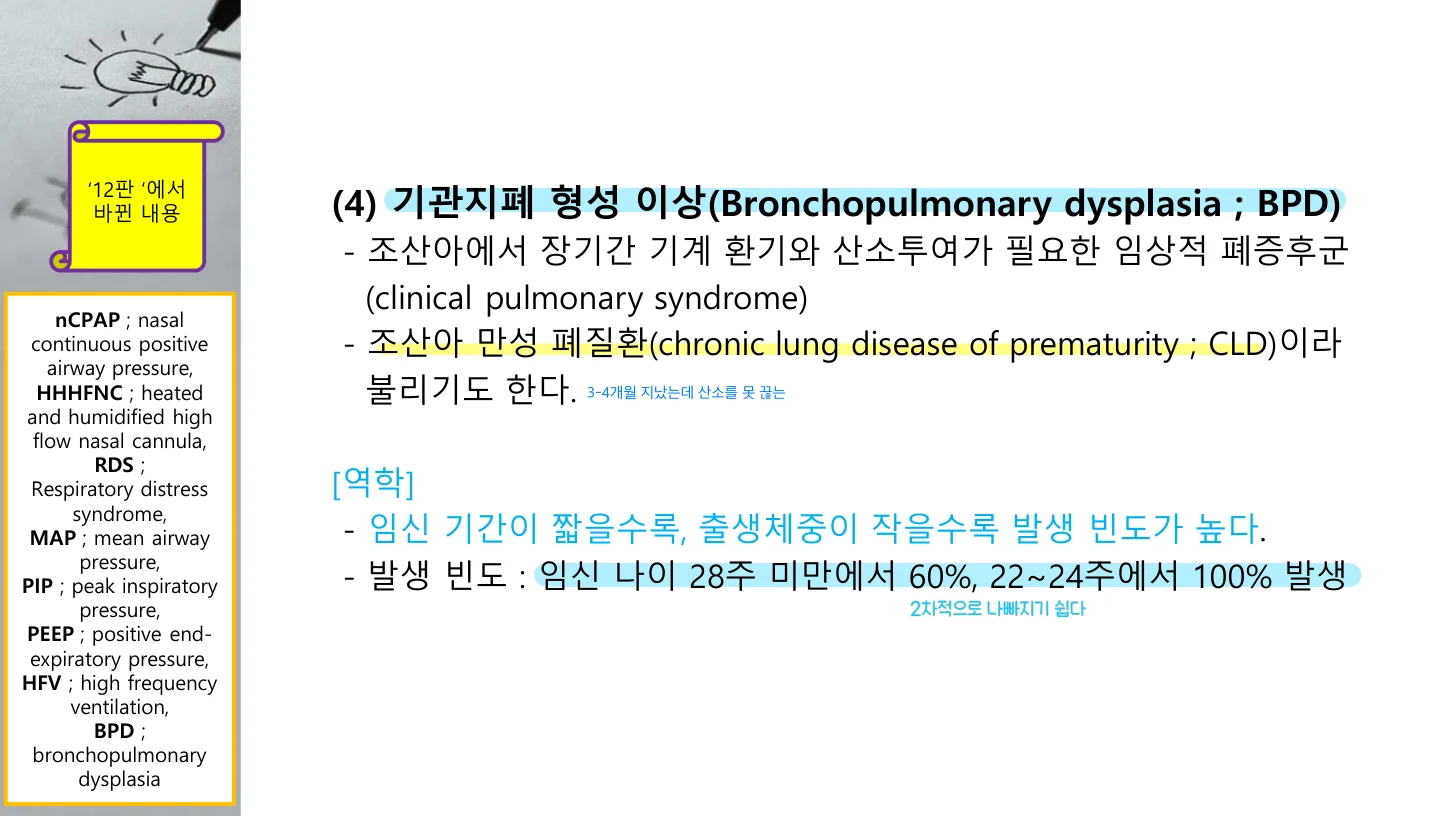 ‘12판 ‘에서
바뀐 내용
nCPAP ; nasal
continuous positive
airway pressure,
HHHFNC ; heated
and humidified high
flow nasal cannula,
RDS ;
Respiratory distress
syndrome,
MAP ; mean airway
pressure,
PIP ; peak inspiratory
pressure,
PEEP ; positive end-
expiratory pressure,
HFV ; high frequency
ventilation,
BPD ;
bronchopulmonary
dysplasia
(4) 기관지폐 형성 이상(Bronchopulmonary dysplasia ; BPD)
- 조산아에서 장기간 기계 환기와 산소투여가 필요한 임상적 폐증후군
(clinical pulmonary syndrome)
- 조산아 만성 폐질환(chronic lung disease of prematurity ; CLD)이라
불리기도 한다. 3-4개월 지났는데 산소를 못 끊는
[역학]
- 임신 기간이 짧을수록, 출생체중이 작을수록 발생 빈도가 높다.
- 발생 빈도 : 임신 나이 28주 미만에서 60%, 22~24주에서 100% 발생
2차적으로 나빠지기 쉽다